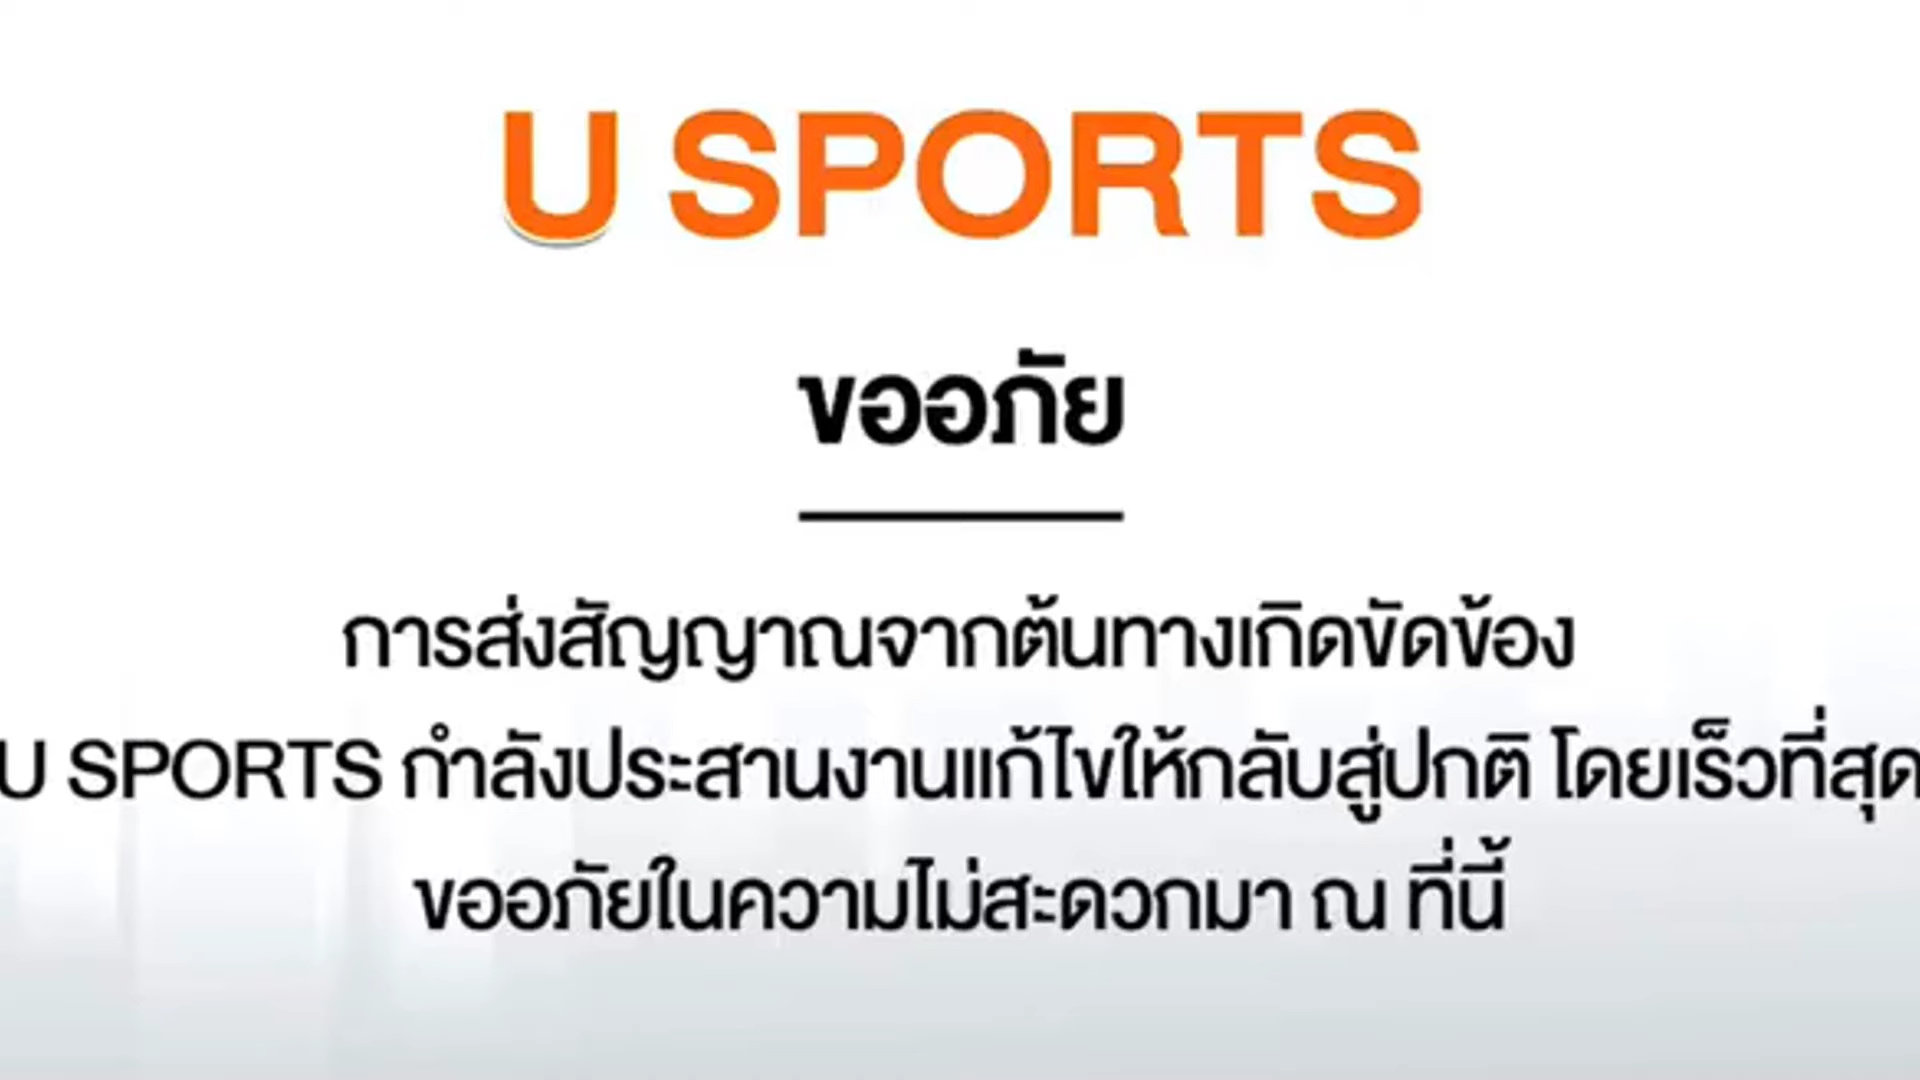 U SPORTS
ขออภัย
การส่งสัญญาณจากต้นทางเกิดขัดข้อง
U SPORTS กำลังประสานงานแก้ไขให้กลับสู่ปกติ โดยเร็วที่สุด
ขออภัยในความไม่สะดวกมา ณ ที่นี้